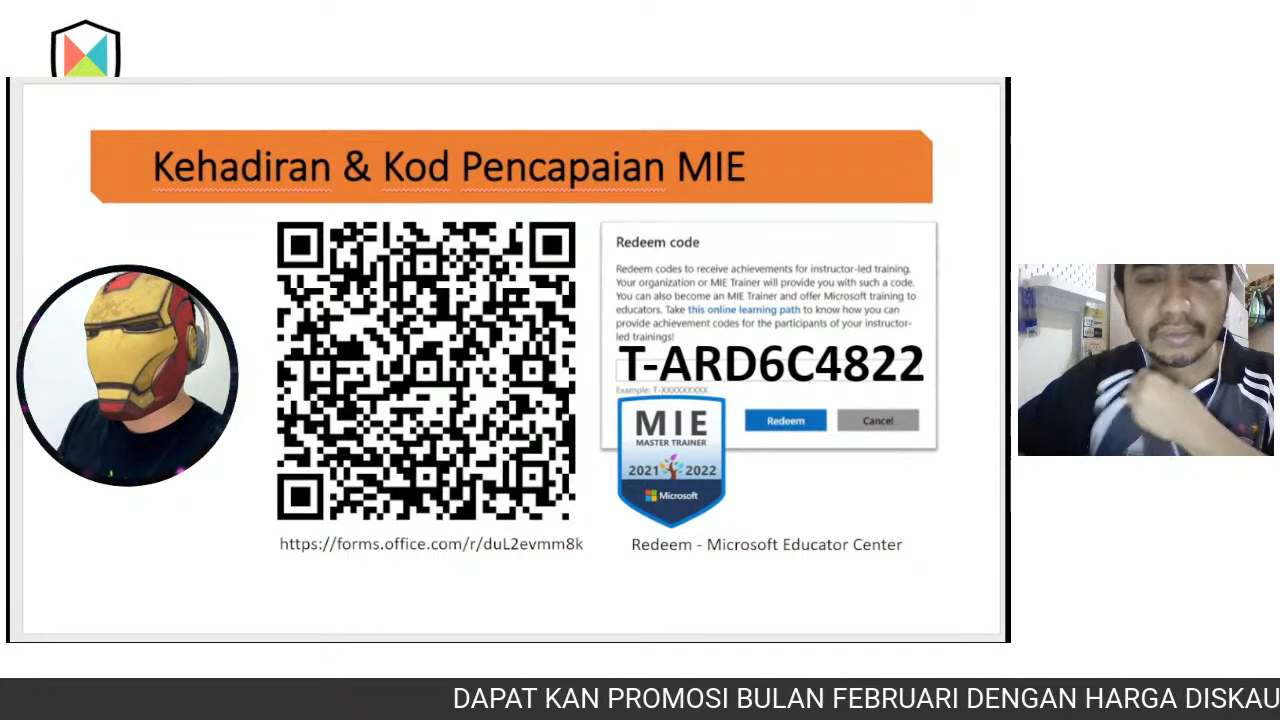 Kehadiran & Kod Pencapaian MIE
Redeem code
Redeem codes to receive achievements for instructor-led training.
Your organization or MIE Trainer will provide you with such a code.
You can also become an MIE Trainer and offer Microsoft training to
educators. Take this online learning path to know how you can
provide achievement codes for the participants of your instructor-
led trainings!
T-ARD6C4822
Example: T-XXXXXXXXX
Redeem
Cancel
MIE
MASTER TRAINER
2021 2022
Microsoft
https://forms.office.com/r/duL2evmm8k
Redeem - Microsoft Educator Center
DAPAT KAN PROMOSI BULAN FEBRUARI DENGAN HARGA DISKAU